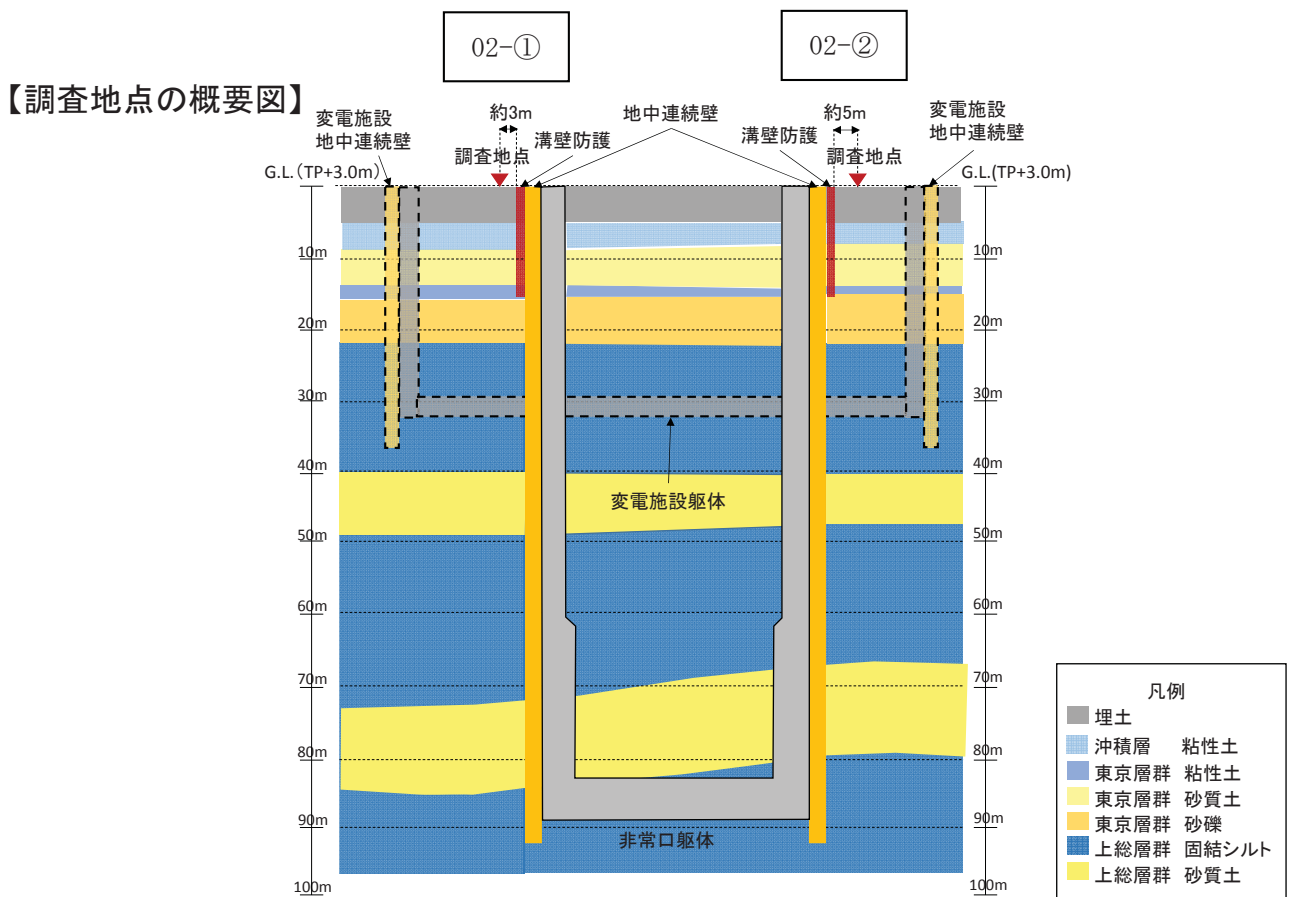 02-①
02-②
【調査地点の概要図】
変電施設
地中連続壁
約3m
調査地点
溝壁防護
地中連続壁
溝壁防護
約5m
調査地点
変電施設
地中連続壁
G.L.(TP+3.0m)
G.L.(TP+3.0m)
10m
10m
20m
20m
30m
30m
40m
40m
変電施設躯体
50m
50m
60m
60m
70m
70m
80m
80m
90m
90m
非常口躯体
100m
100m
凡例
埋土
沖積層 粘性土
東京層群 粘性土
東京層群 砂質土
東京層群 砂礫
上総層群 固結シルト
上総層群 砂質土